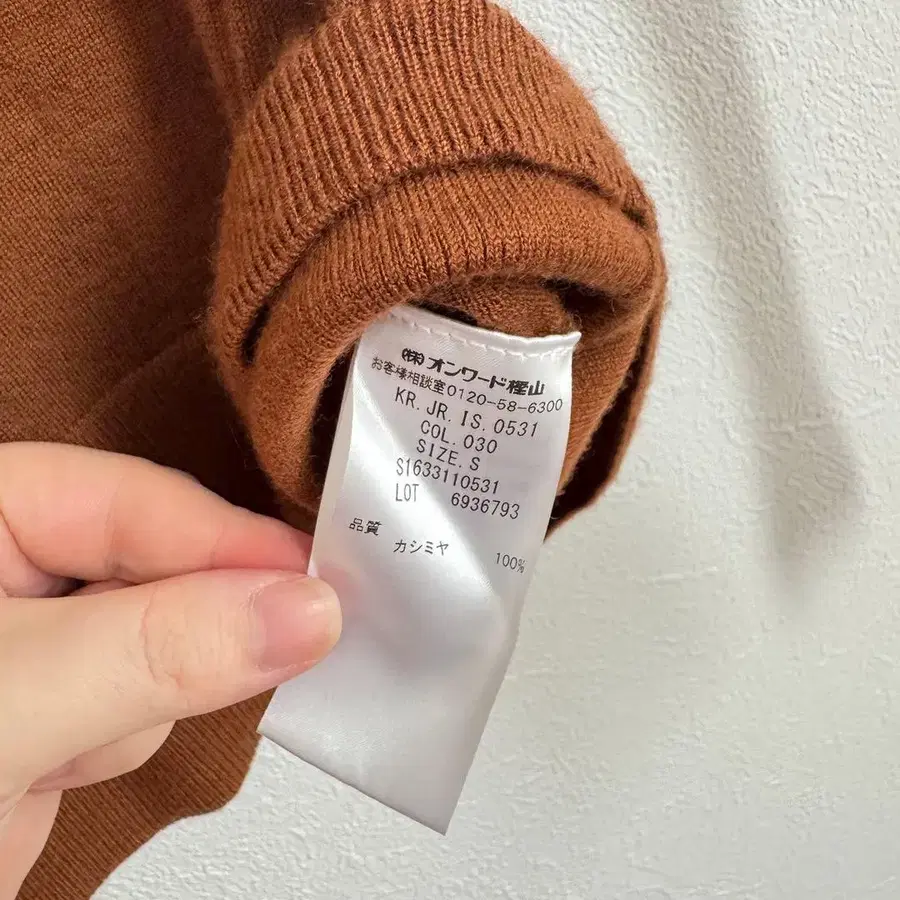 ㈱オンワード樫山
お客様相談室0120-58-6300
KR. JR. IS. 0531
COL. 030
SIZE. S
S1633110531
LOT 6936793
品質
カシミヤ 100%